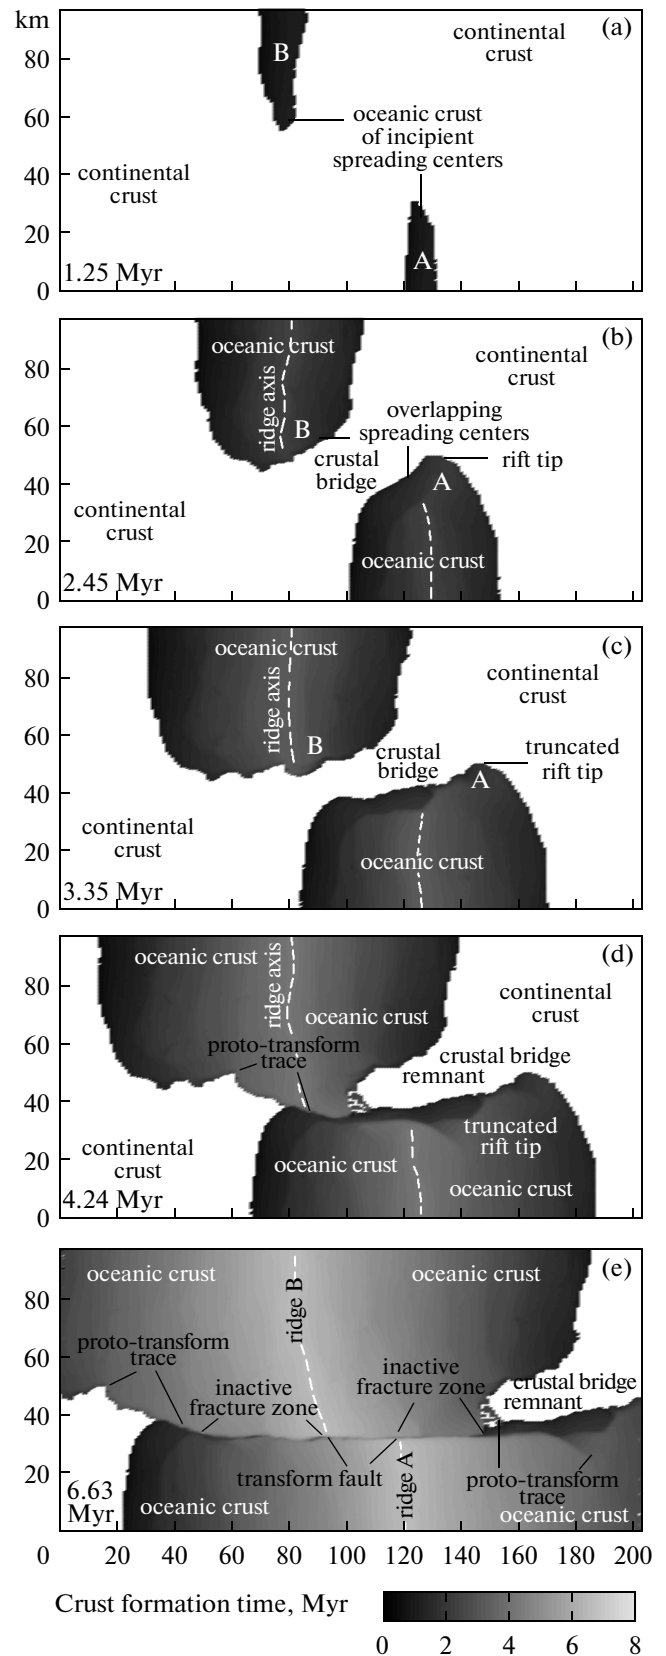 km
(a)
continental
crust
B
80
60
oceanic crust
of incipient
spreading centers
continental
crust
40
20
A
1.25 Myr
0
(b)
oceanic crust
continental
crust
80
ridge axis
overlapping
spreading centers
60
B
crustal
bridge
rift tip
40
A
continental
crust
20
oceanic crust
2.45 Myr
0
(c)
oceanic crust
continental
crust
80
ridge axis
60
B
crustal
bridge
truncated
rift tip
40
A
continental
crust
20
oceanic crust
3.35 Myr
0
(d)
oceanic crust
ridge axis
continental
crust
80
oceanic crust
60
proto-transform
trace
crustal bridge
remnant
40
truncated
rift tip
continental
crust
20
oceanic crust
oceanic crust
4.24 Myr
0
(e)
oceanic crust
oceanic crust
80
ridge B
proto-transform
trace
60
inactive
fracture zone
inactive
fracture zone
crustal bridge
remnant
40
transform fault
ridge A
proto-transform
trace
20
6.63
Myr
oceanic crust
oceanic crust
0 20 40 60 80 100 120 140 160 180 200
Crust formation time, Myr
0 2 4 6 8